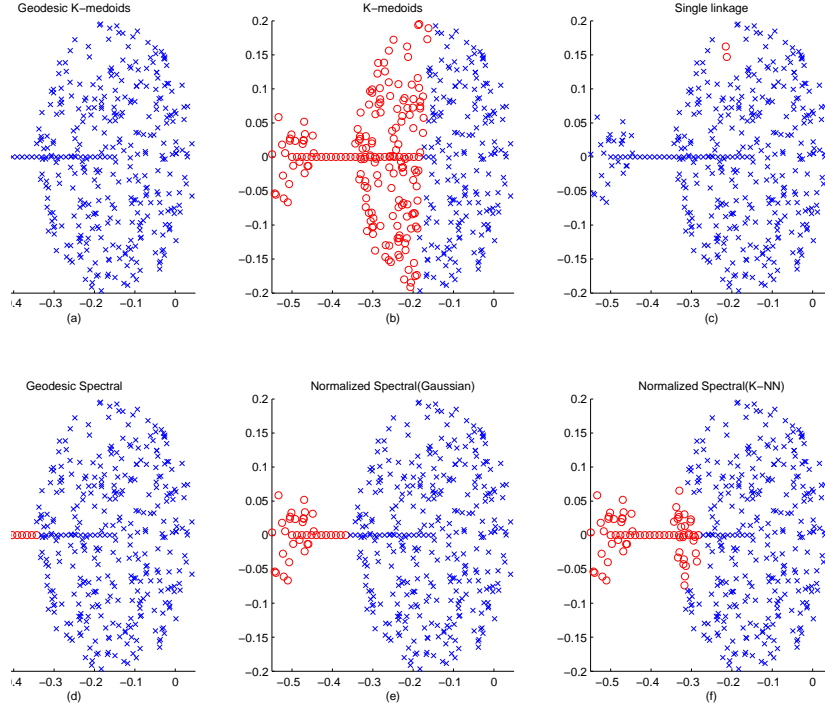 Geodesic K−medoids
K−medoids
Single linkage
0.2
0.15
0.1
0.05
0
−0.05
−0.1
−0.15
−0.2
0.2
0.15
0.1
0.05
0
−0.05
−0.1
−0.15
−0.2
−0.3 −0.2 −0.1 0
−0.5 −0.4 −0.3 −0.2 −0.1 0
−0.5 −0.4 −0.3 −0.2 −0.1 0
(a)
(b)
(c)
Geodesic Spectral
Normalized Spectral(Gaussian)
Normalized Spectral(K−NN)
0.2
0.15
0.1
0.05
0
−0.05
−0.1
−0.15
−0.2
0.2
0.15
0.1
0.05
0
−0.05
−0.1
−0.15
−0.2
−0.3 −0.2 −0.1 0
−0.5 −0.4 −0.3 −0.2 −0.1 0
−0.5 −0.4 −0.3 −0.2 −0.1 0
(d)
(e)
(f)